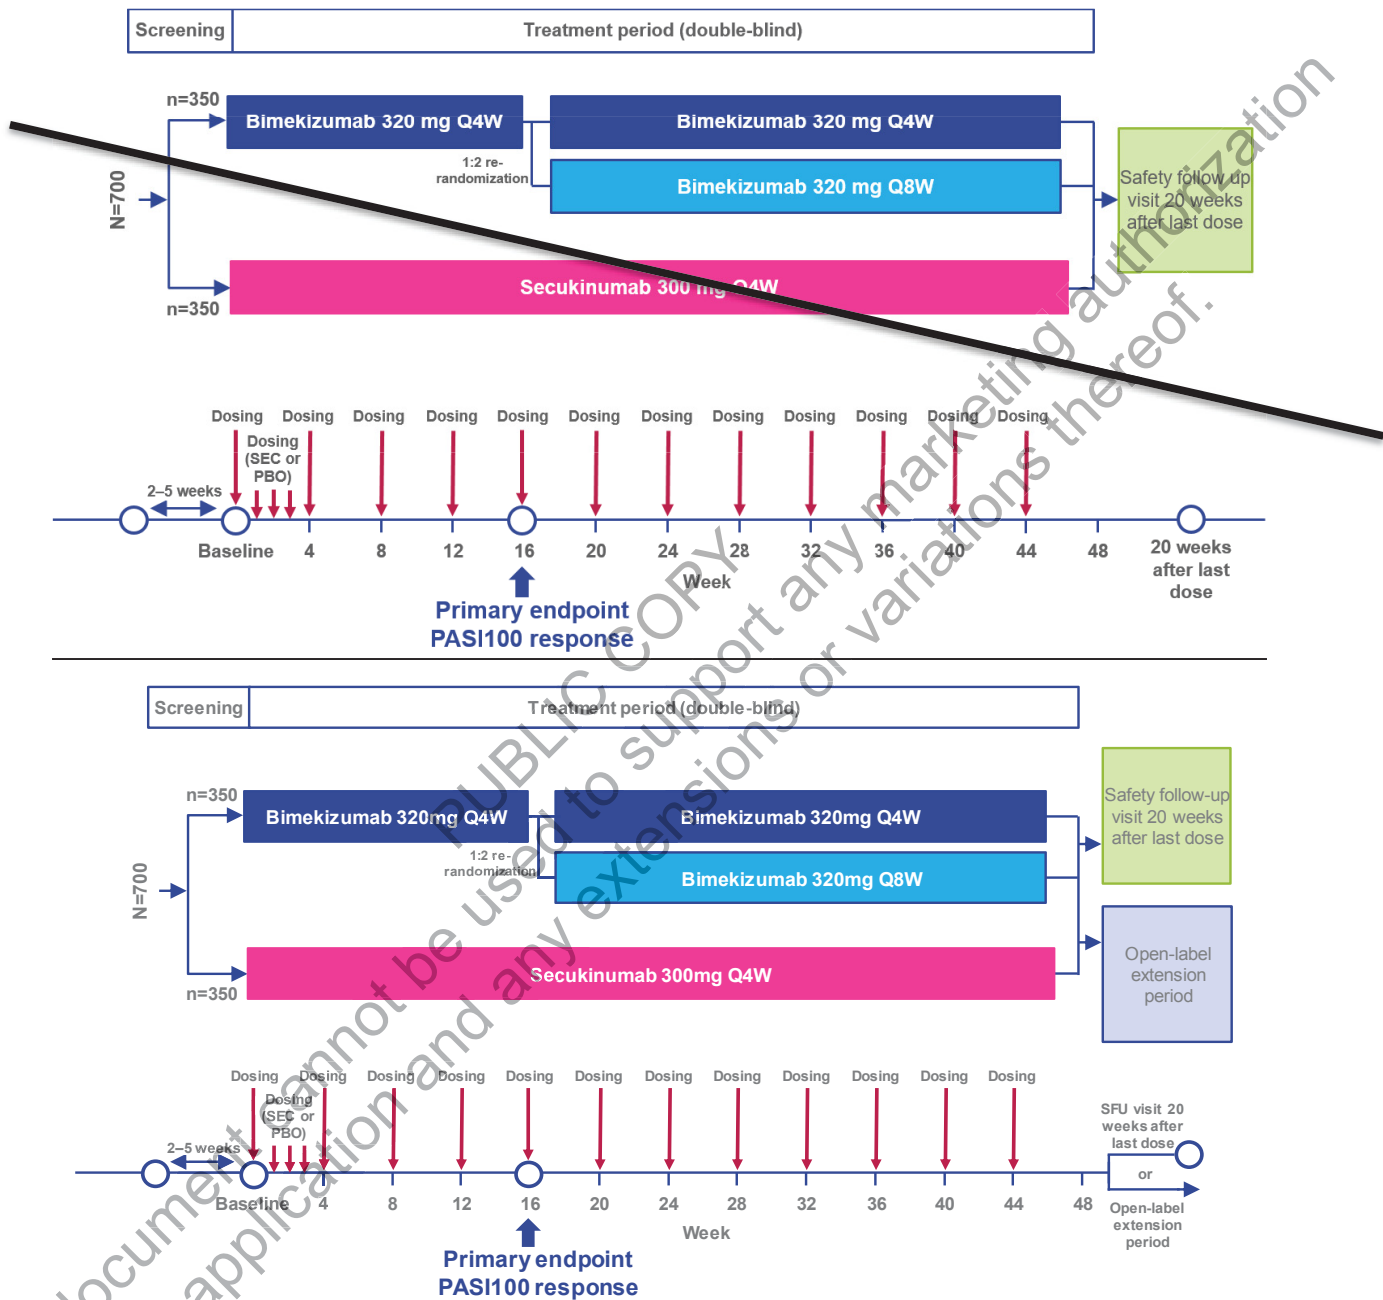 Screening
Treatment period (double-blind)
n=350
Bimekizumab 320 mg Q4W
Bimekizumab 320 mg Q4W
1:2 re-
randomization
Bimekizumab 320 mg Q8W
N=700
Safety follow up
visit 20 weeks
after last dose
Secukinumab 300 mg Q4W
n=350
Dosing Dosing Dosing Dosing Dosing Dosing Dosing Dosing Dosing Dosing Dosing Dosing
Dosing
(SEC or
PBO)
2–5 weeks
Baseline 4 8 12 16 20 24 28 32 36 40 44 48
20 weeks
after last
dose
Week
Primary endpoint
PASI100 response
Screening
Treatment period (double-blind)
n=350
Bimekizumab 320mg Q4W
Bimekizumab 320mg Q4W
1:2 re-
randomization
Bimekizumab 320mg Q8W
N=700
Safety follow-up
visit 20 weeks
after last dose
Secukinumab 300mg Q4W
n=350
Open-label
extension
period
Dosing Dosing Dosing Dosing Dosing Dosing Dosing Dosing Dosing Dosing Dosing Dosing
Dosing
(SEC or
PBO)
2–5 weeks
Baseline 4 8 12 16 20 24 28 32 36 40 44 48
SFU visit 20
weeks after
last dose
or
Open-label
extension
period
Week
Primary endpoint
PASI100 response
PUBLIC COPY
document cannot be used to support any marketing authorization
application and any extensions or variations thereof.